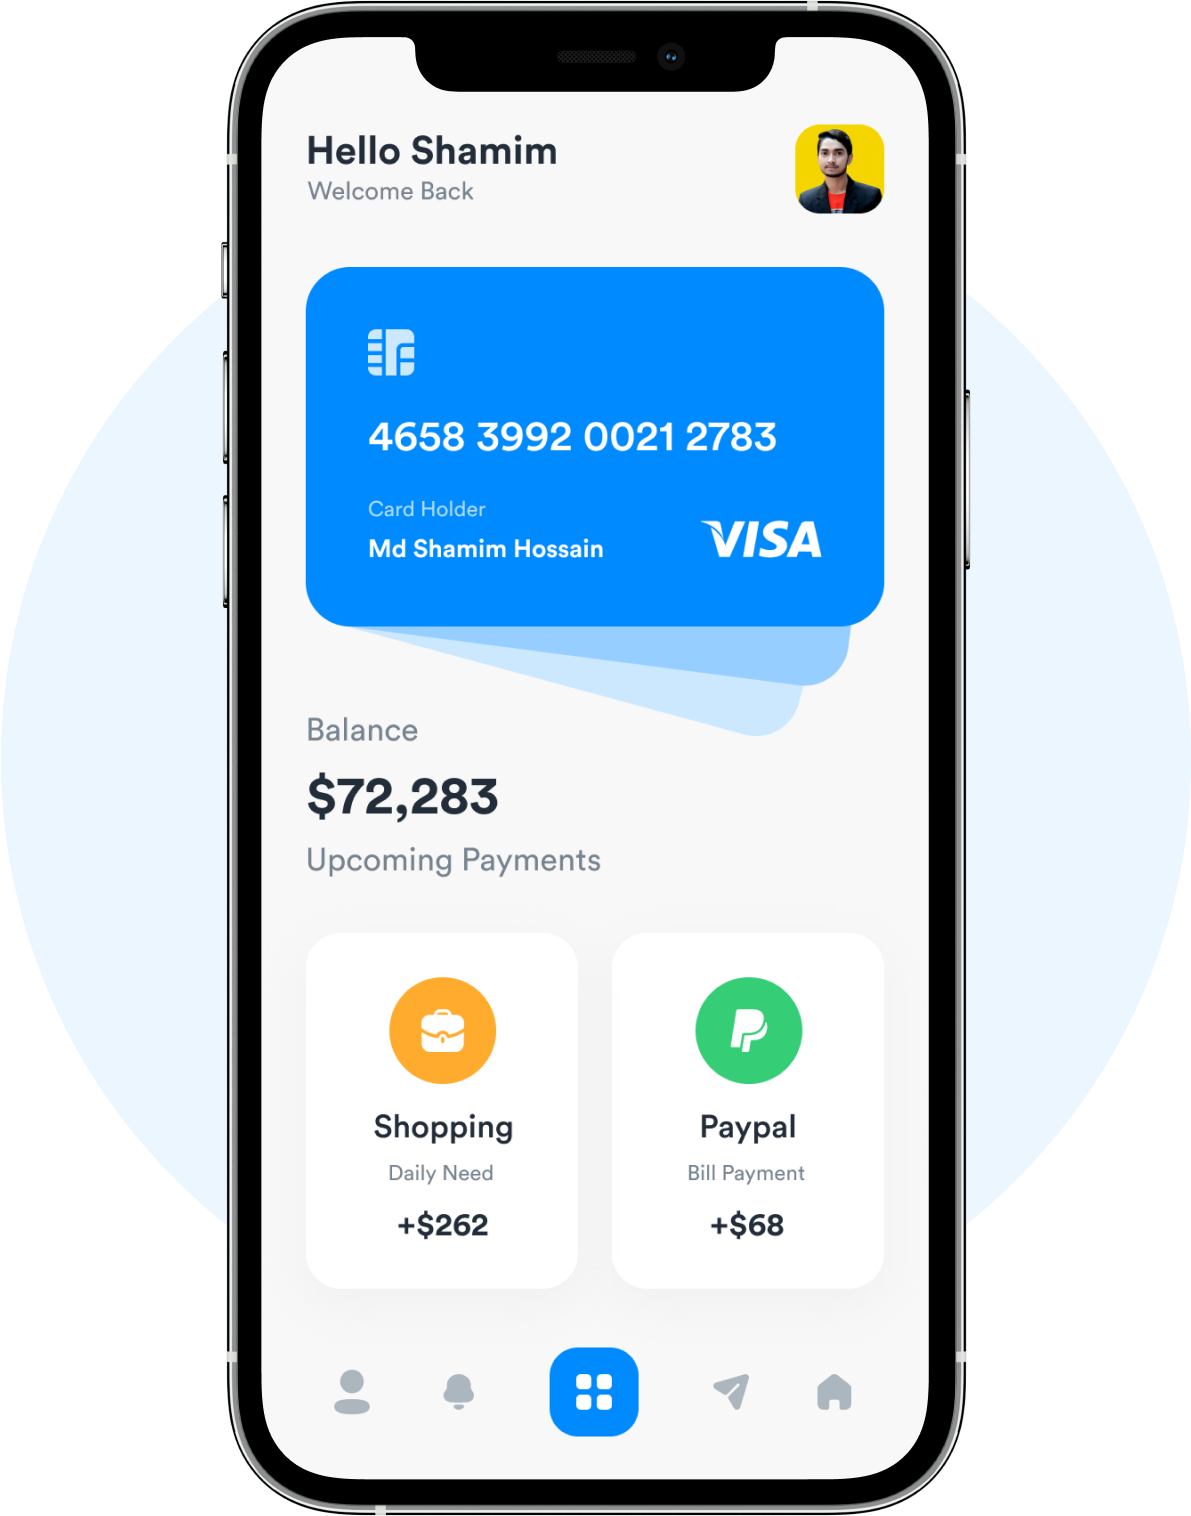 Hello Shamim
Welcome Back
4658 3992 0021 2783
Card Holder
Md Shamim Hossain
VISA
Balance
$72,283
Upcoming Payments
Shopping
Daily Need
+$262
Paypal
Bill Payment
+$68